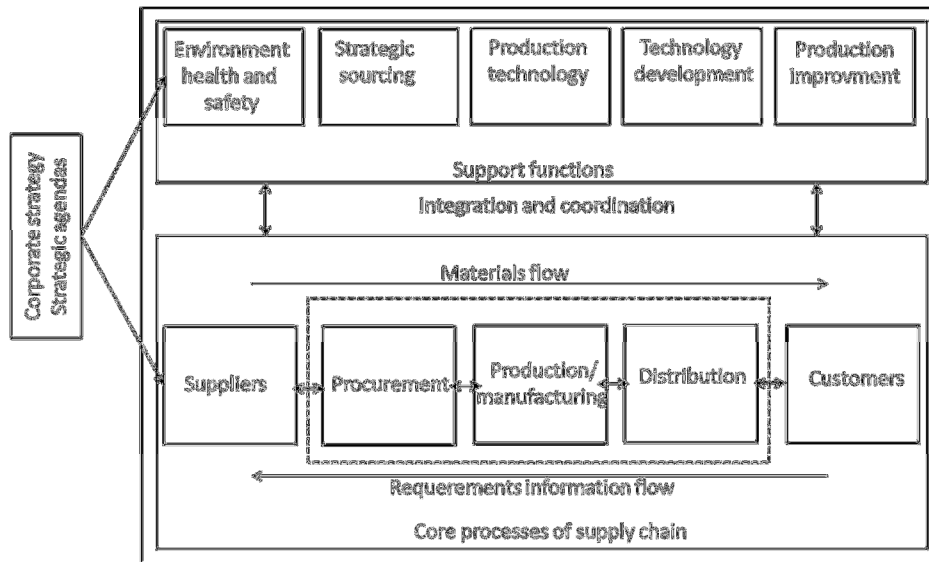 Environment
health and
safety
Strategic
sourcing
Production
technology
Technology
development
Production
improvment
Support functions
Integration and coordination
Corporate strategy
Strategic agendas
Materials flow
Suppliers
Procurement
Production/
manufacturing
Distribution
Customers
Requerements information flow
Core processes of supply chain